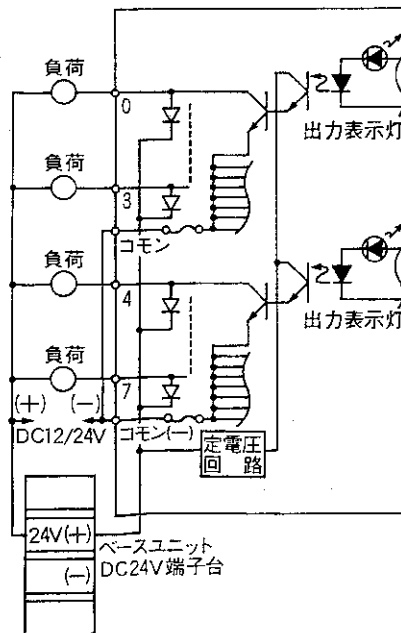 負荷
0
出力表示灯
負荷
3
コモン
負荷
4
出力表示灯
負荷
7
(+) (-)
DC12/24V
コモン(-)
定電圧
回路
24V(+)
(-)
ベースユニット
DC24V端子台